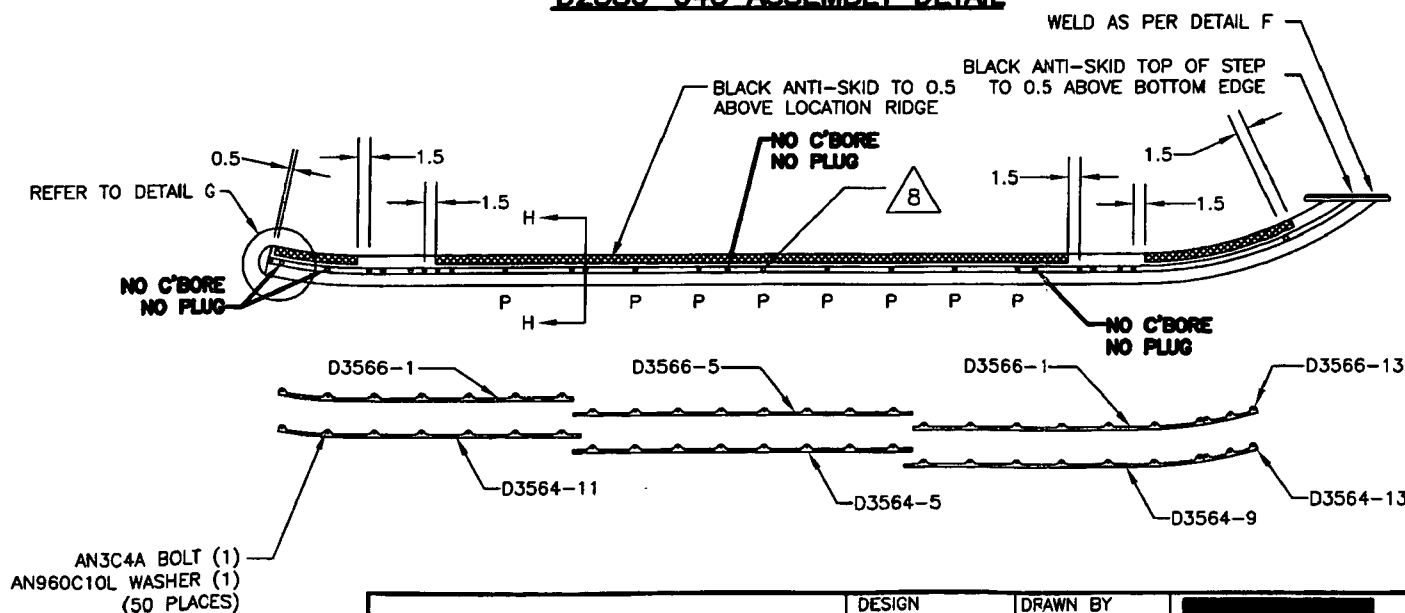 WELD AS PER DETAIL F
BLACK ANTI-SKID TOP OF STEP
TO 0.5 ABOVE BOTTOM EDGE
BLACK ANTI-SKID TO 0.5
ABOVE LOCATION RIDGE
NO C'BORE
NO PLUG
0.5
1.5
1.5
1.5
1.5
1.5
REFER TO DETAIL G
8
H
H
NO C'BORE
NO PLUG
P P P P P P P P
NO C'BORE
NO PLUG
D3566-1
D3566-5
D3566-1
D3566-13
D3564-11
D3564-5
D3564-9
D3564-13
AN3C4A BOLT (1)
AN960C10L WASHER (1)
(50 PLACES)
DESIGN
DRAWN BY